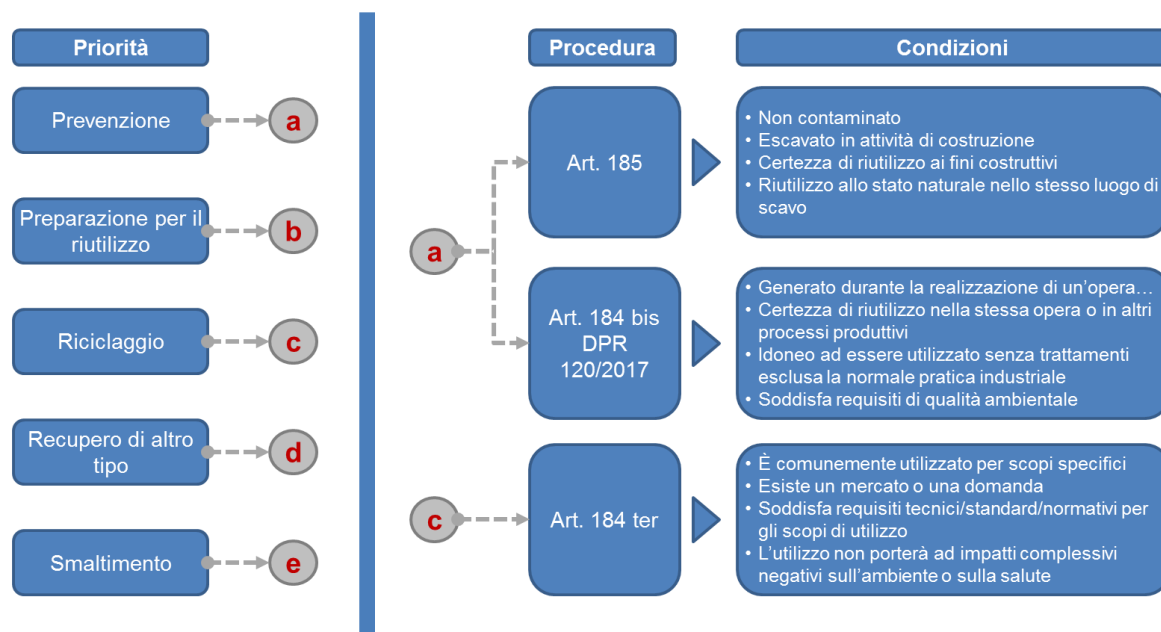 Priorità
Prevenzione
a
Preparazione per il
riutilizzo
b
Riciclaggio
c
Recupero di altro
tipo
d
Smaltimento
e
Procedura
Condizioni
a
Art. 185
• Non contaminato
• Escavato in attività di costruzione
• Certezza di riutilizzo ai fini costruttivi
• Riutilizzo allo stato naturale nello stesso luogo di
scavo
Art. 184 bis
DPR
120/2017
• Generato durante la realizzazione di un’opera…
• Certezza di riutilizzo nella stessa opera o in altri
processi produttivi
• Idoneo ad essere utilizzato senza trattamenti
esclusa la normale pratica industriale
• Soddisfa requisiti di qualità ambientale
c
Art. 184 ter
• È comunemente utilizzato per scopi specifici
• Esiste un mercato o una domanda
• Soddisfa requisiti tecnici/standard/normativi per
gli scopi di utilizzo
• L’utilizzo non porterà ad impatti complessivi
negativi sull’ambiente o sulla salute